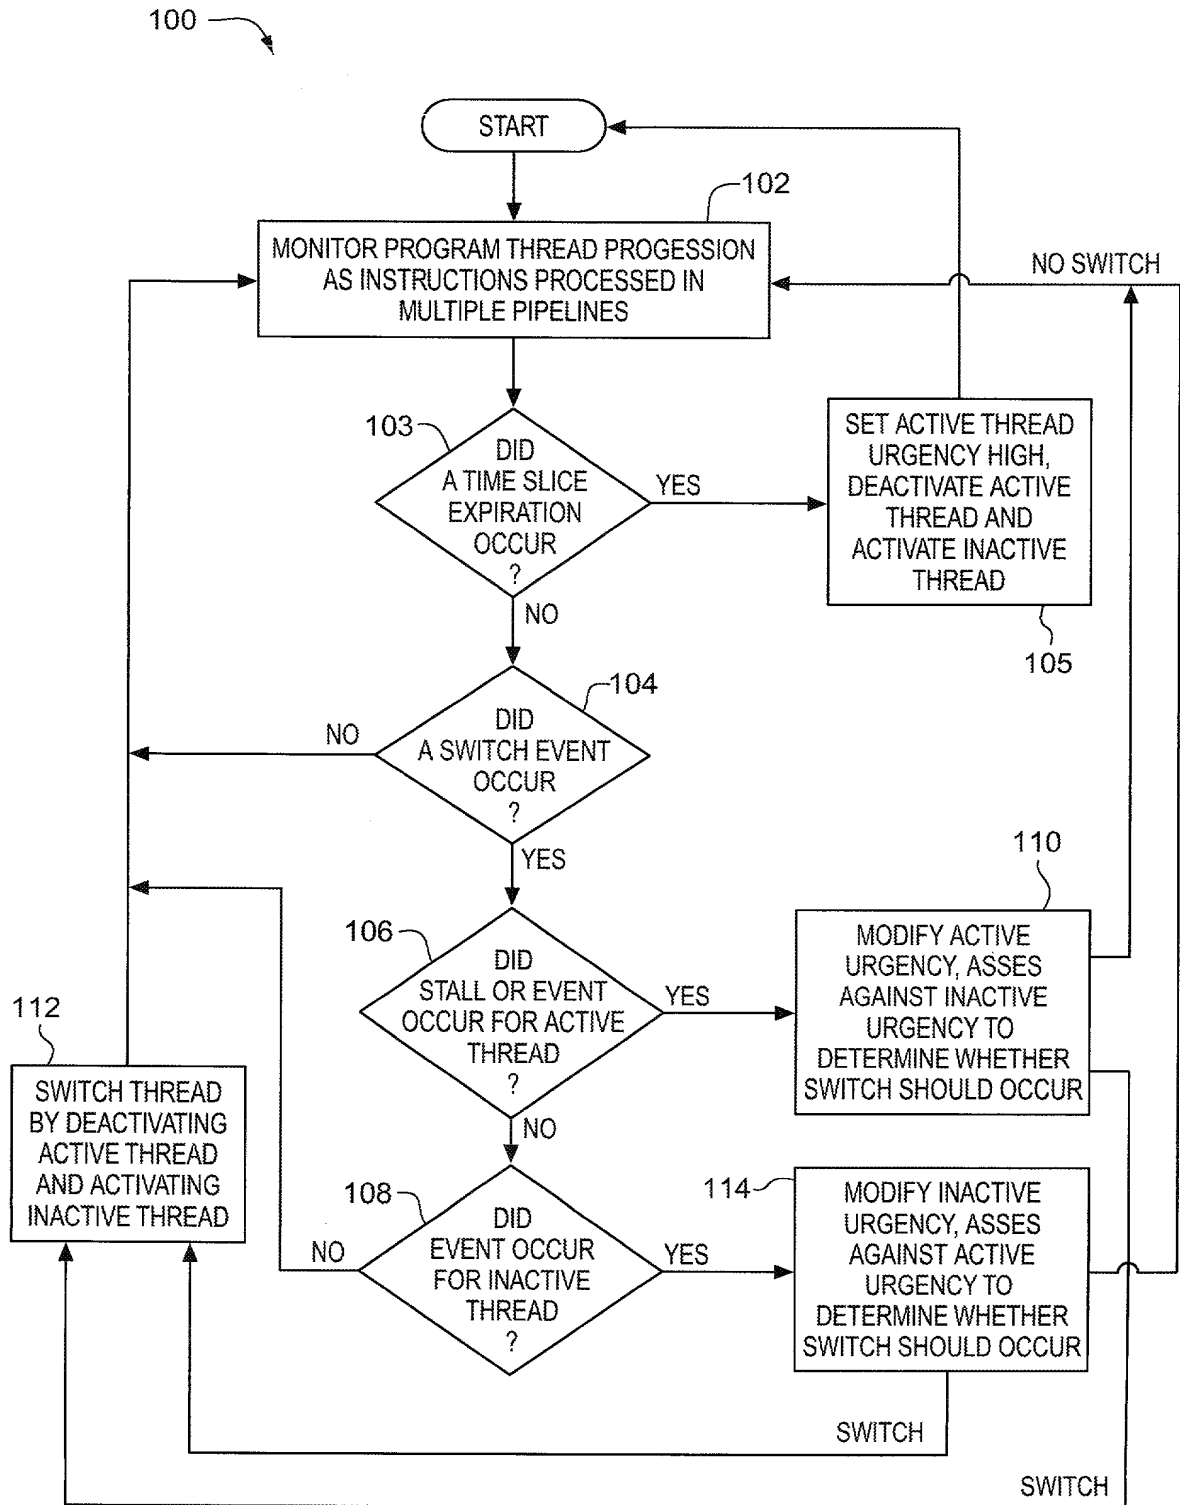 100
START
102
MONITOR PROGRAM THREAD PROGESSION
AS INSTRUCTIONS PROCESSED IN
MULTIPLE PIPELINES
NO SWITCH
103
DID
A TIME SLICE
EXPIRATION
OCCUR
?
YES
NO
SET ACTIVE THREAD
URGENCY HIGH,
DEACTIVATE ACTIVE
THREAD AND
ACTIVATE INACTIVE
THREAD
105
104
DID
A SWITCH EVENT
OCCUR
?
NO
YES
106
DID
STALL OR EVENT
OCCUR FOR ACTIVE
THREAD
?
YES
NO
110
MODIFY ACTIVE
URGENCY, ASSES
AGAINST INACTIVE
URGENCY TO
DETERMINE WHETHER
SWITCH SHOULD OCCUR
112
SWITCH THREAD
BY DEACTIVATING
ACTIVE THREAD
AND ACTIVATING
INACTIVE THREAD
108
DID
EVENT OCCUR
FOR INACTIVE
THREAD
?
NO
YES
114
MODIFY INACTIVE
URGENCY, ASSES
AGAINST ACTIVE
URGENCY TO
DETERMINE WHETHER
SWITCH SHOULD OCCUR
SWITCH
SWITCH